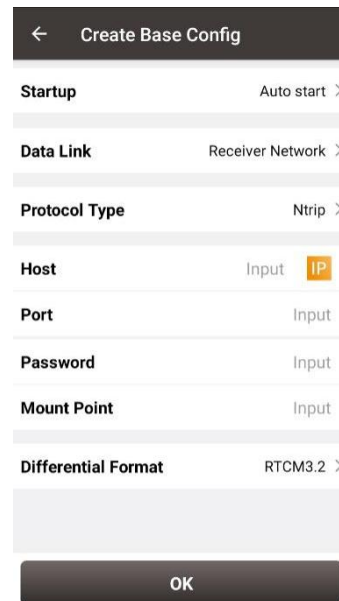 ← Create Base Config
Startup Auto start >
Data Link Receiver Network >
Protocol Type Ntrip >
Host Input IP
Port Input
Password Input
Mount Point Input
Differential Format RTCM3.2 >
OK